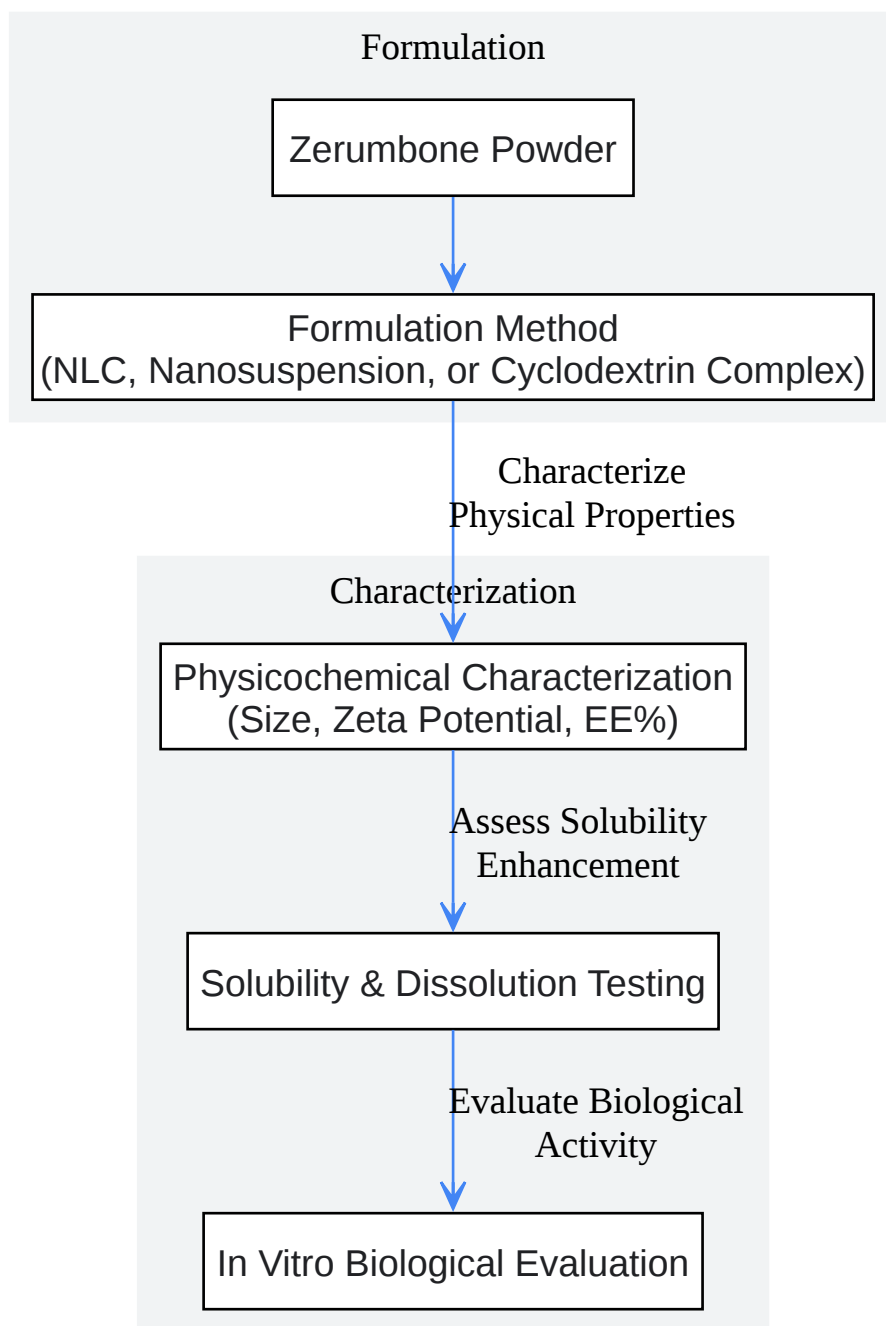 Formulation
Zerumbone Powder
Formulation Method
(NLC, Nanosuspension, or Cyclodextrin Complex)
Characterize
Physical Properties
Characterization
Physicochemical Characterization
(Size, Zeta Potential, EE%)
Assess Solubility
Enhancement
Solubility & Dissolution Testing
Evaluate Biological
Activity
In Vitro Biological Evaluation